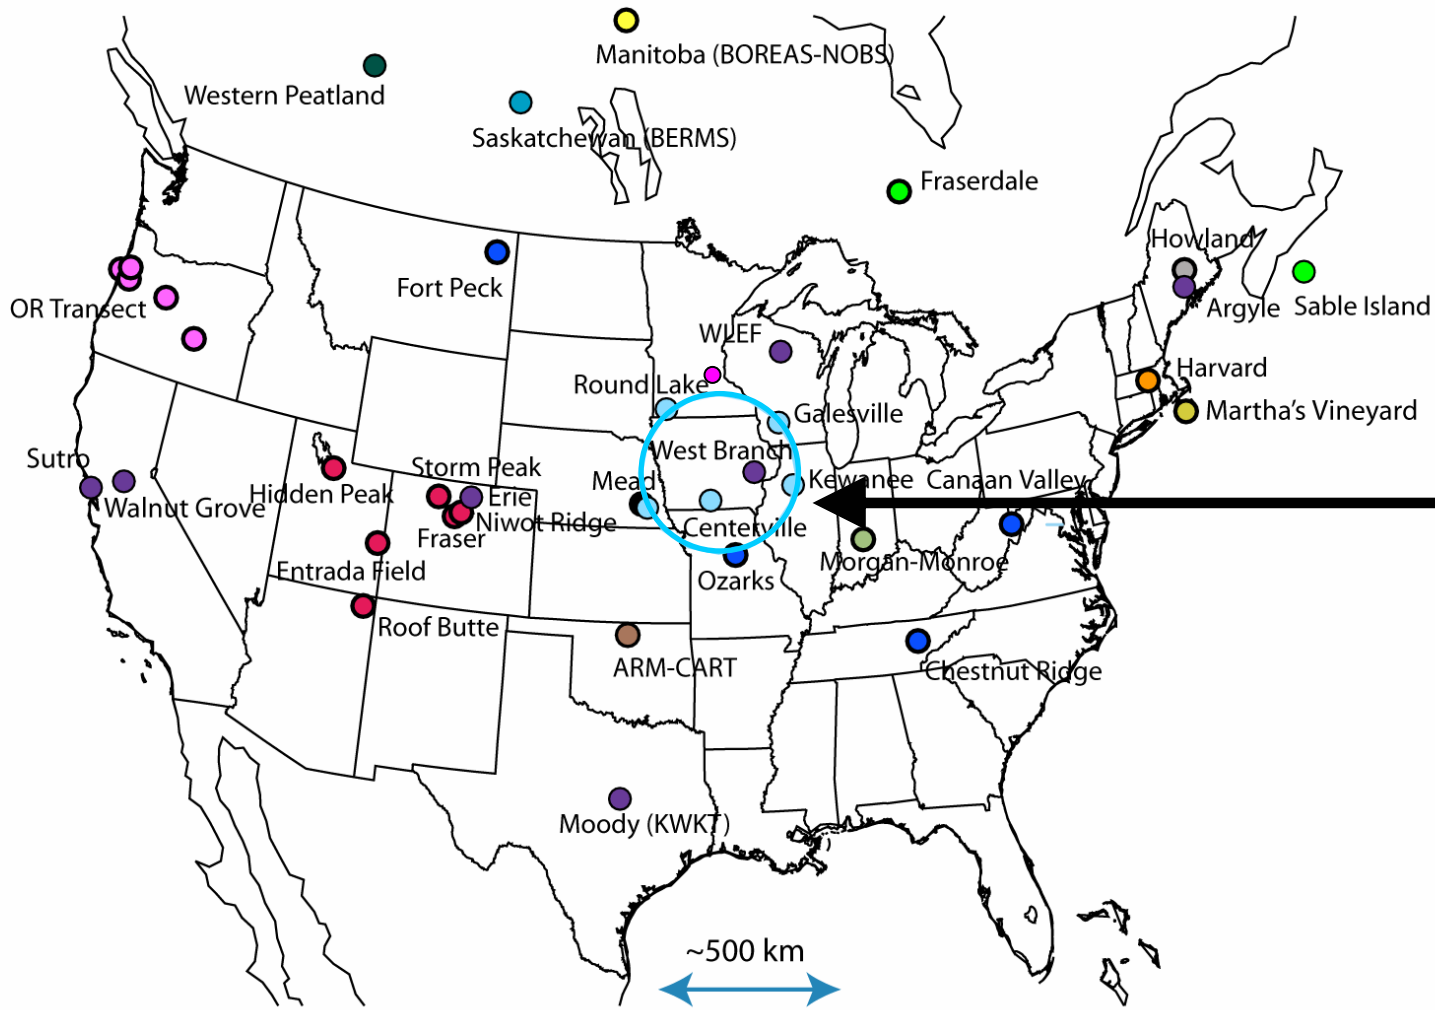 Manitoba (BOREAS-NOBS)
Western Peatland
Saskatchewan (BERMS)
Fraserdale
Howland
Fort Peck
OR Transect
Argyle
Sable Island
WLEF
Round Lake
Harvard
Galesville
Martha's Vineyard
West Branch
Sutro
Storm Peak
Mead
Kewanee
Canaan Valley
Hidden Peak
Erie
Walnut Grove
Niwot Ridge
Centerville
Fraser
Morgan-Monroe
Entrada Field
Ozarks
Roof Butte
ARM-CART
Chestnut Ridge
Moody (KWKT)
~500 km